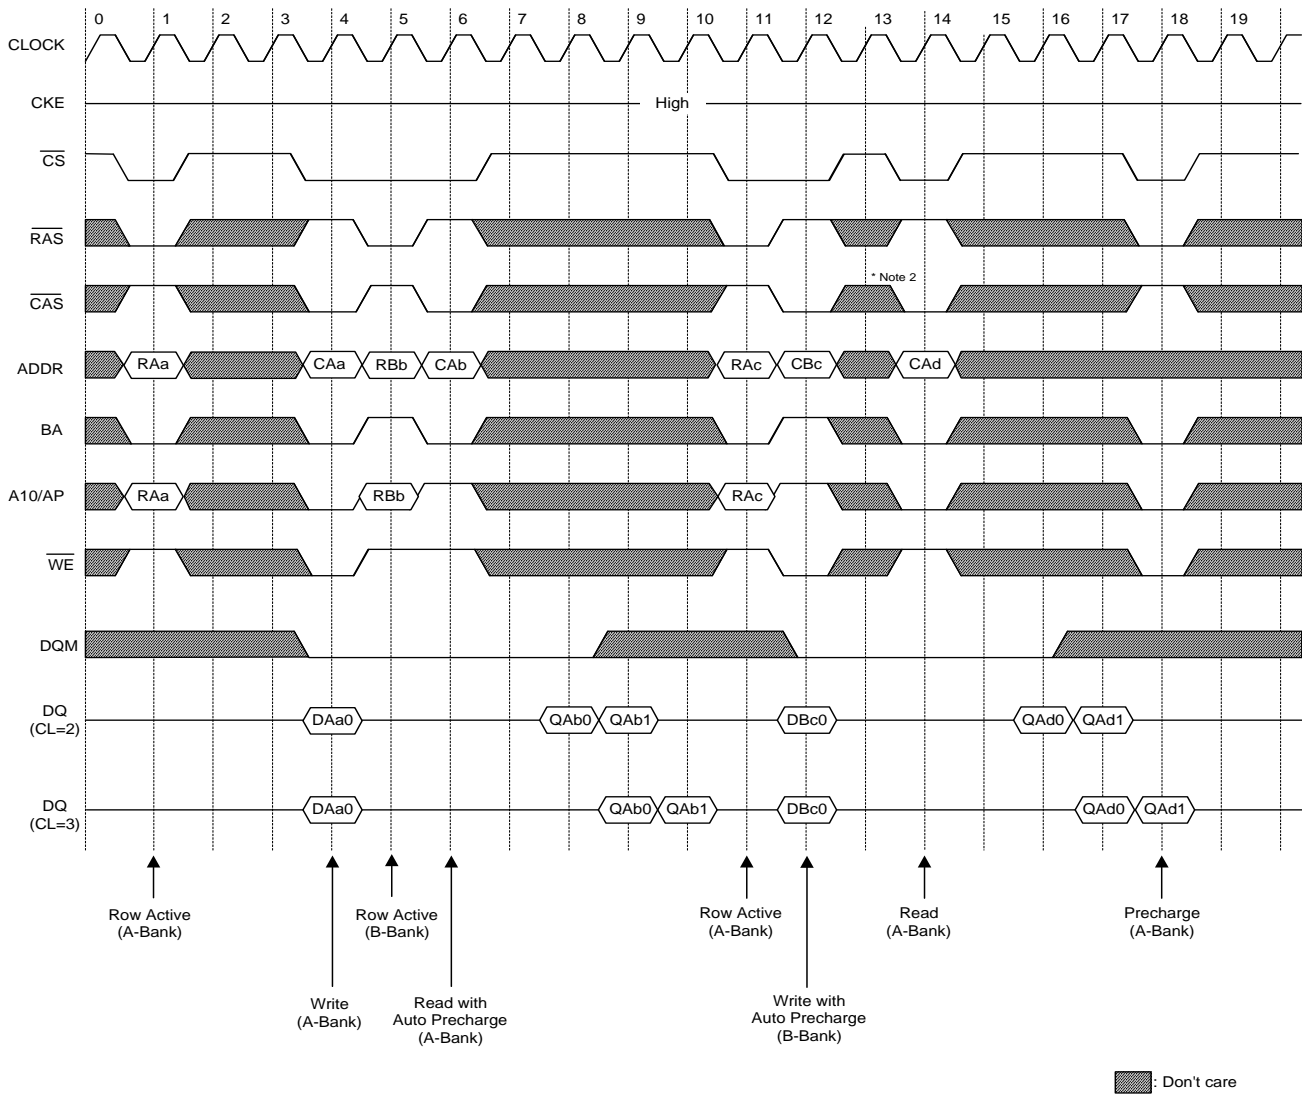 0 1 2 3 4 5 6 7 8 9 10 11 12 13 14 15 16 17 18 19
CLOCK
CKE High
CS
RAS
* Note 2
CAS
ADDR RAa CAa RBb CAb RAc CBc CAd
BA
A10/AP RAa RBb RAc
WE
DQM
DQ
(CL=2) DAa0 QAb0 QAb1 DBc0 QAd0 QAd1
DQ
(CL=3) DAa0 QAb0 QAb1 DBc0 QAd0 QAd1
Row Active
(A-Bank)
Row Active
(B-Bank)
Row Active
(A-Bank)
Read
(A-Bank)
Precharge
(A-Bank)
Write
(A-Bank)
Read with
Auto Precharge
(A-Bank)
Write with
Auto Precharge
(B-Bank)
: Don't care